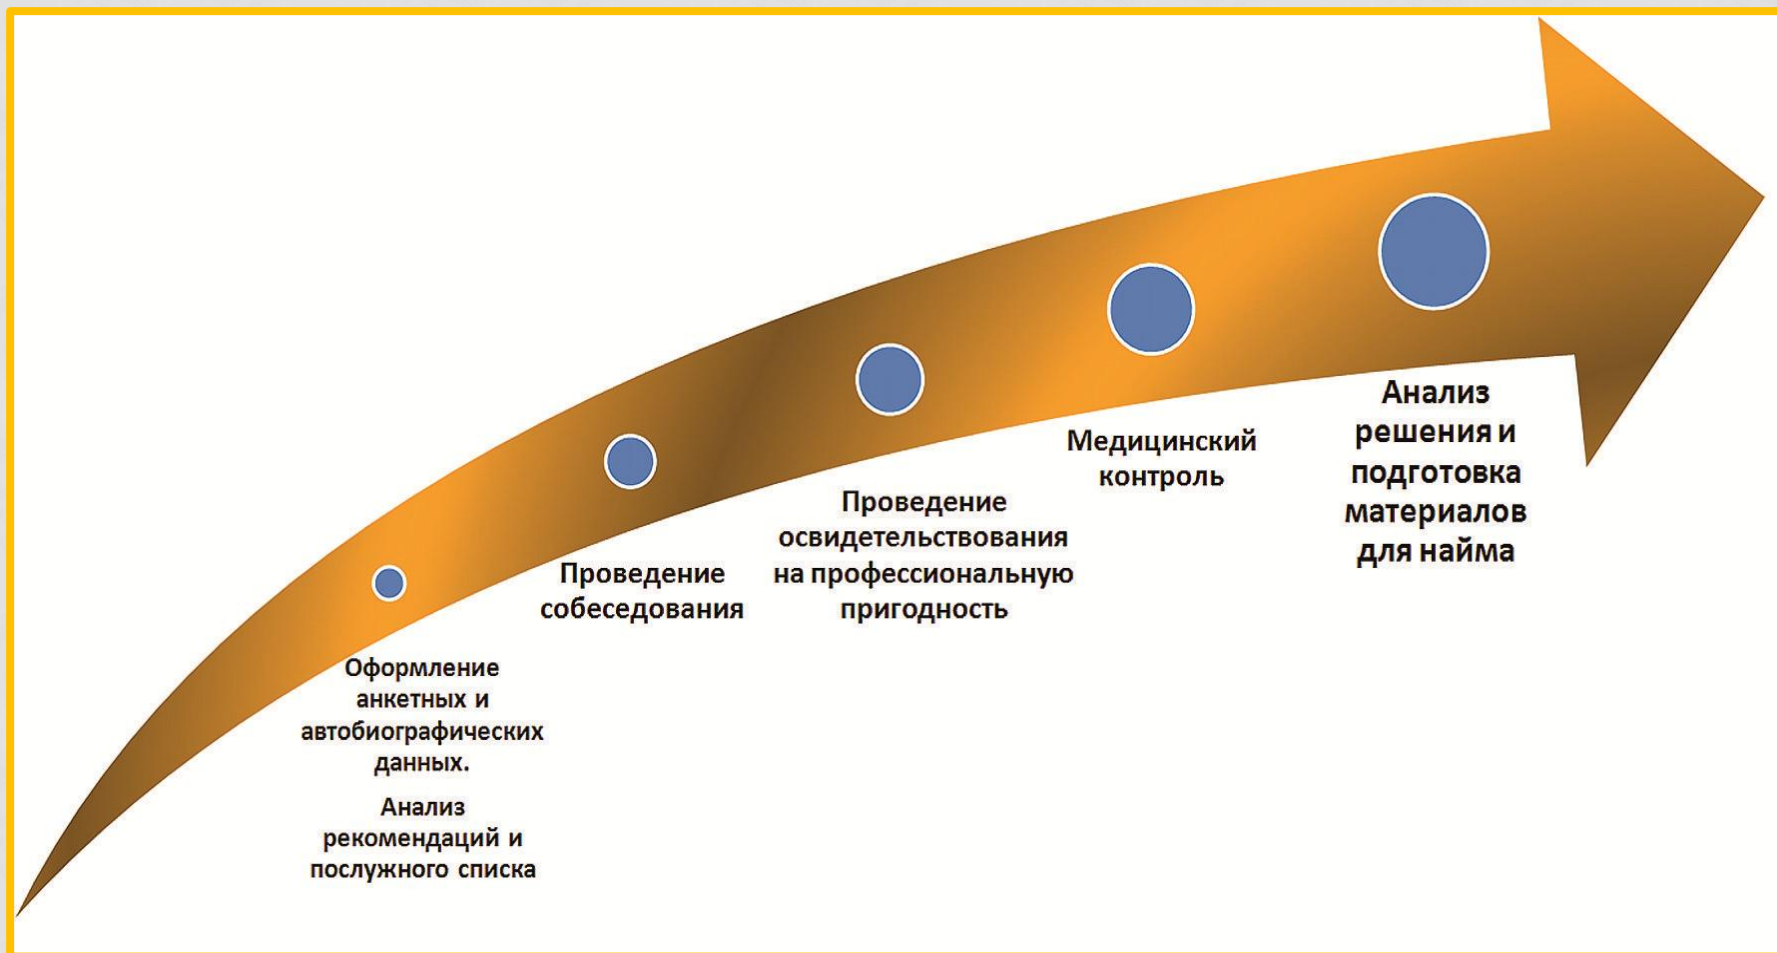 Оформление
анкетных и
автобиографических
данных.
Анализ
рекомендаций и
послужного списка
Проведение
собеседования
Проведение
освидетельствования
на профессиональную
пригодность
Медицинский
контроль
Анализ
решения и
подготовка
материалов
для найма